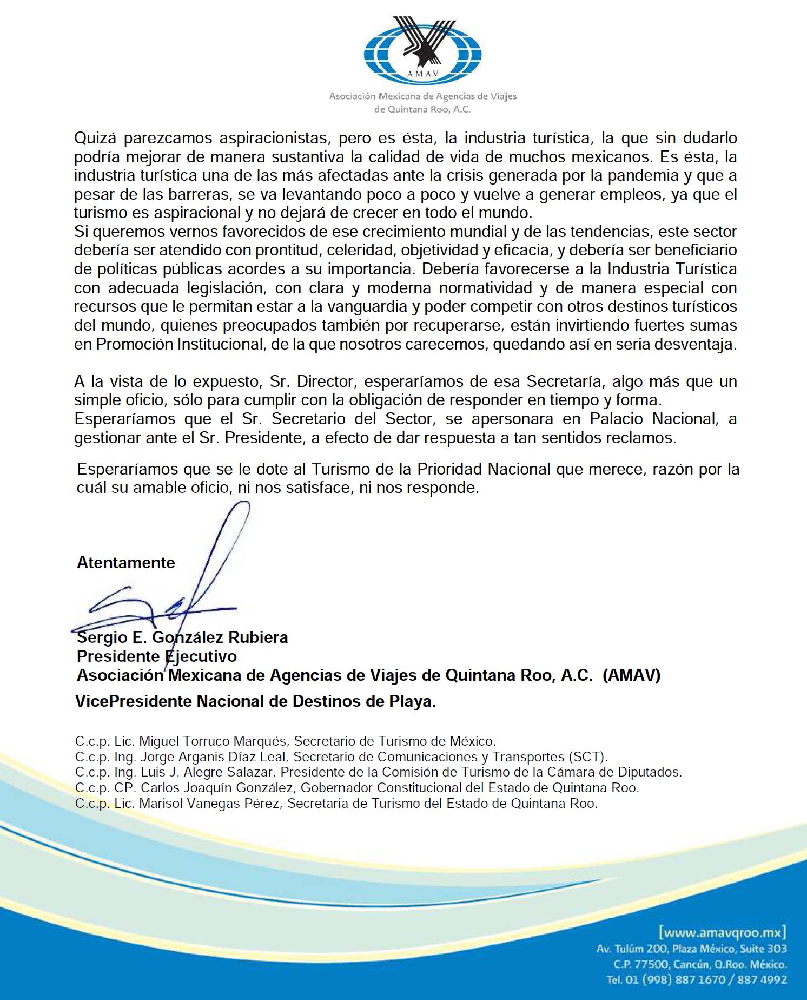 AMAV
Asociación Mexicana de Agencias de Viajes
de Quintana Roo, A.C.
Quizá parezcamos aspiracionistas, pero es ésta, la industria turística, la que sin dudarlo
podría mejorar de manera sustantiva la calidad de vida de muchos mexicanos. Es ésta, la
industria turística una de las más afectadas ante la crisis generada por la pandemia y que a
pesar de las barreras, se va levantando poco a poco y vuelve a generar empleos, ya que el
turismo es aspiracional y no dejará de crecer en todo el mundo.
Si queremos vernos favorecidos de ese crecimiento mundial y de las tendencias, este sector
debería ser atendido con prontitud, celeridad, objetividad y eficacia, y debería ser beneficiario
de políticas públicas acordes a su importancia. Debería favorecerse a la Industria Turística
con adecuada legislación, con clara y moderna normatividad y de manera especial con
recursos que le permitan estar a la vanguardia y poder competir con otros destinos turísticos
del mundo, quienes preocupados también por recuperarse, están invirtiendo fuertes sumas
en Promoción Institucional, de la que nosotros carecemos, quedando así en seria desventaja.
A la vista de lo expuesto, Sr. Director, esperaríamos de esa Secretaría, algo más que un
simple oficio, sólo para cumplir con la obligación de responder en tiempo y forma.
Esperaríamos que el Sr. Secretario del Sector, se apersonara en Palacio Nacional, a
gestionar ante el Sr. Presidente, a efecto de dar respuesta a tan sentidos reclamos.
Esperaríamos que se le dote al Turismo de la Prioridad Nacional que merece, razón por la
cuál su amable oficio, ni nos satisface, ni nos responde.
Atentamente
Sergio E. González Rubiera
Presidente Ejecutivo
Asociación Mexicana de Agencias de Viajes de Quintana Roo, A.C. (AMAV)
VicePresidente Nacional de Destinos de Playa.
C.c.p. Lic. Miguel Torruco Marqués, Secretario de Turismo de México.
C.c.p. Ing. Jorge Arganis Díaz Leal, Secretario de Comunicaciones y Transportes (SCT).
C.c.p. Ing. Luis J. Alegre Salazar, Presidente de la Comisión de Turismo de la Cámara de Diputados.
C.c.p. CP. Carlos Joaquín González, Gobernador Constitucional del Estado de Quintana Roo.
C.c.p. Lic. Marisol Vanegas Pérez, Secretaria de Turismo del Estado de Quintana Roo.
[www.amavqroo.mx]
Av. Tulúm 200, Plaza México, Suite 303
C.P. 77500, Cancún, Q.Roo. México.
Tel. 01 (998) 887 1670 / 887 4992